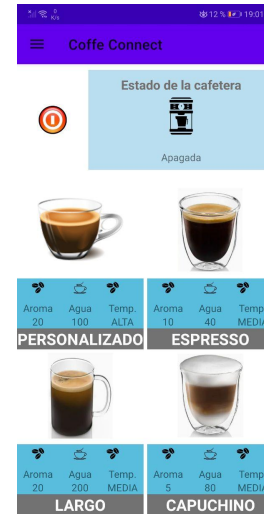 0
K/s
12 % 19:01
Coffe Connect
Estado de la cafetera
Apagada
Aroma Agua Temp. Aroma Agua Temp.
20 100 ALTA 10 40 MEDIA
PERSONALIZADO ESPRESSO
Aroma Agua Temp. Aroma Agua Temp.
20 200 MEDIA 5 80 MEDIA
LARGO CAPUCHINO